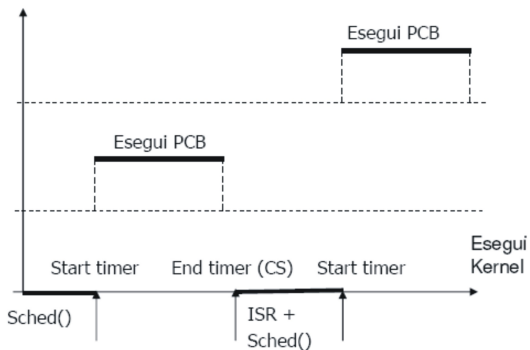 Esegui PCB
Esegui PCB
Esegui
Kernel
Start timer
End timer (CS)
Start timer
Sched()
ISR +
Sched()